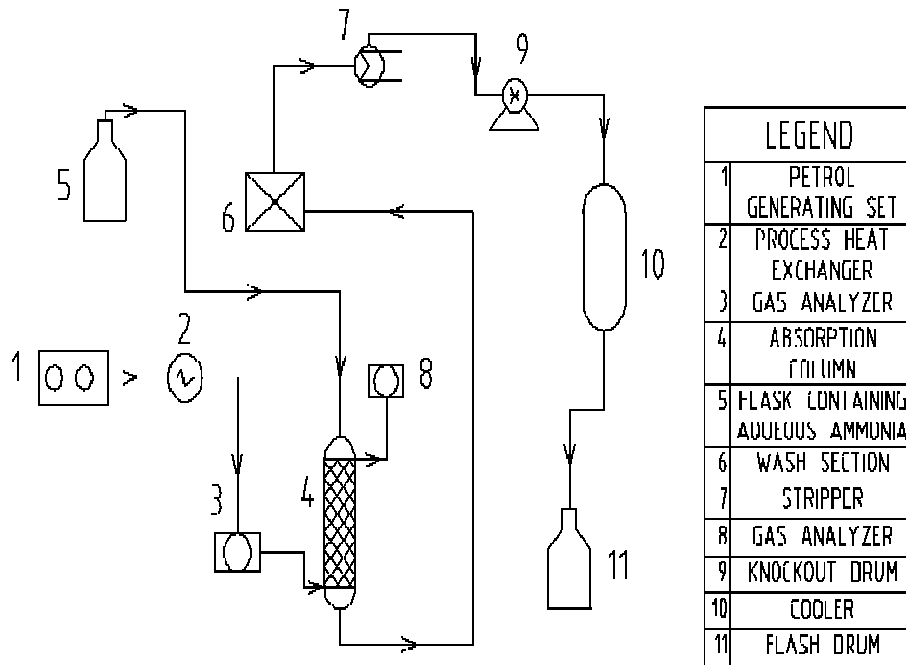 7
9
5
6
10
2
1
8
4
3
11
LEGEND
1 PETROL
GENERATING SET
2 PROCESS HEAT
EXCHANGER
3 GAS ANALYZER
4 ABSORPTION
COLUMN
5 FLASK CONTAINING
AQUEOUS AMMONIA
6 WASH SECTION
7 STRIPPER
8 GAS ANALYZER
9 KNOCKOUT DRUM
10 COOLER
11 FLASH DRUM